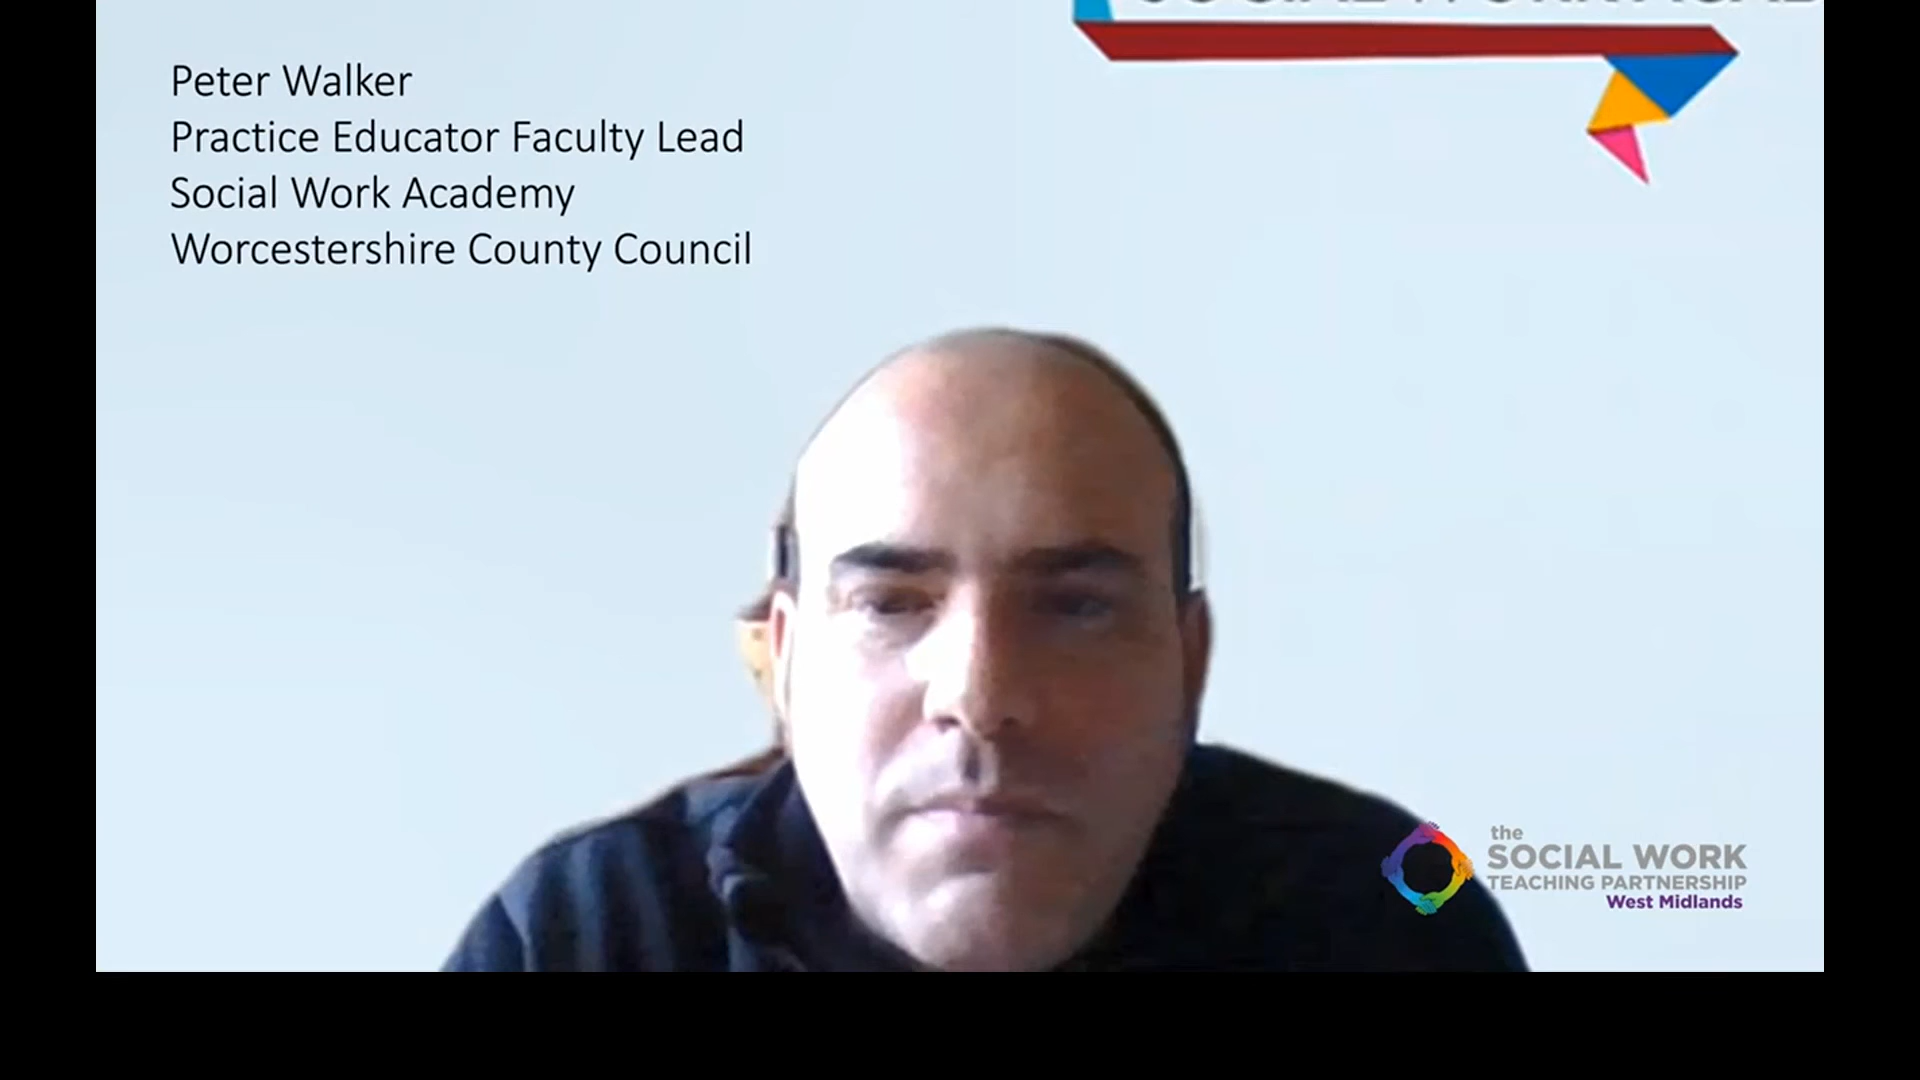 Peter Walker
Practice Educator Faculty Lead
Social Work Academy
Worcestershire County Council
the
SOCIAL WORK
TEACHING PARTNERSHIP
West Midlands